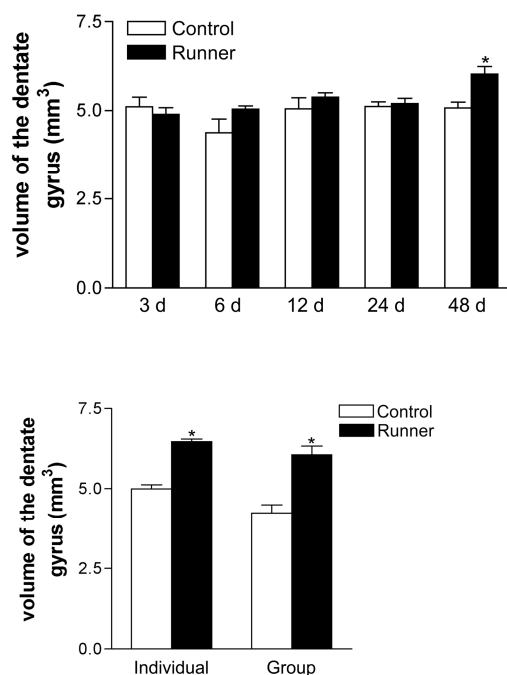 7.5
5.0
2.5
0.0
volume of the dentate
gyrus (mm³)
Control
Runner
*
3 d 6 d 12 d 24 d 48 d
7.5
5.0
2.5
0.0
volume of the dentate
gyrus (mm³)
Control
Runner
* *
Individual Group